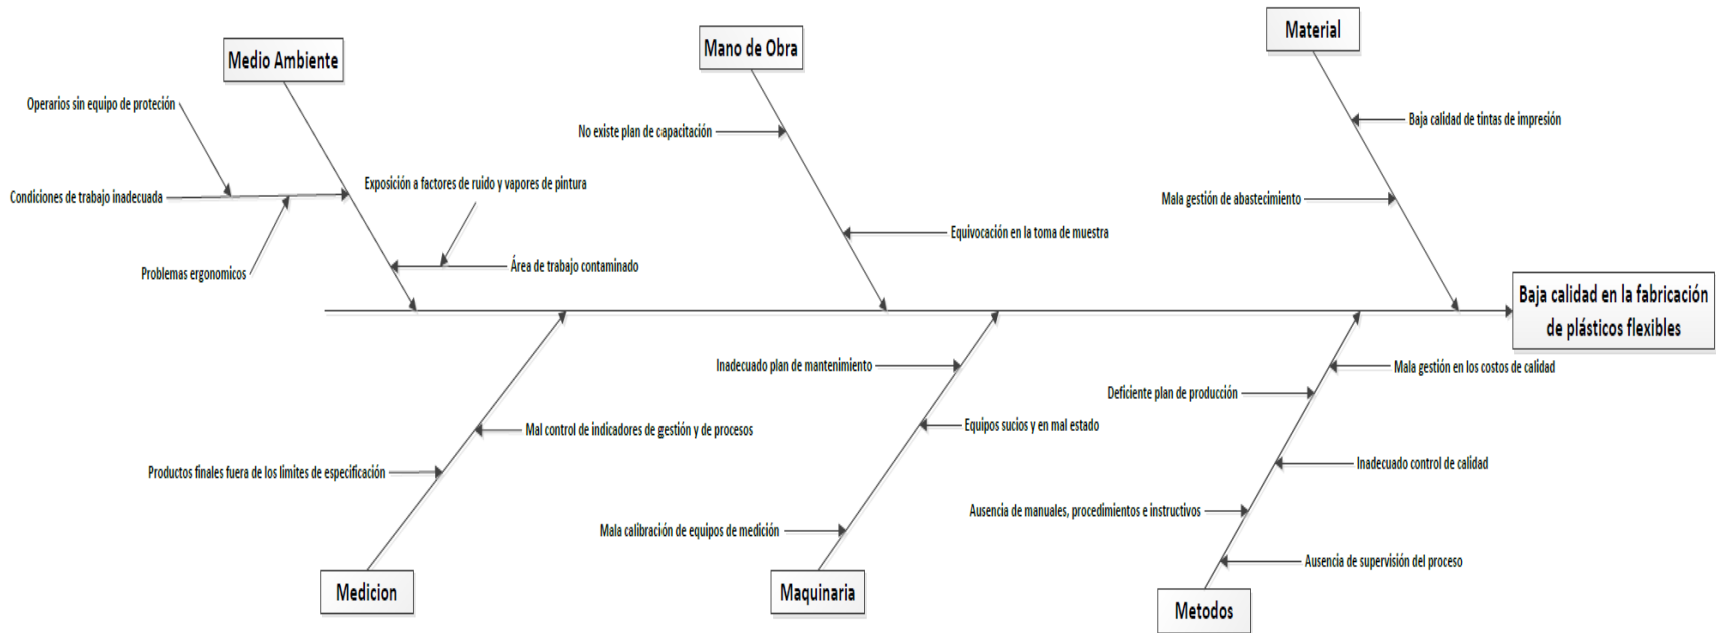 Material
Mano de Obra
Medio Ambiente
Operarios sin equipo de proteción
No existe plan de capacitación
Baja calidad de tintas de impresión
Exposición a factores de ruido y vapores de pintura
Condiciones de trabajo inadecuada
Mala gestión de abastecimiento
Equivocación en la toma de muestra
Problemas ergonomicos
Área de trabajo contaminado
Baja calidad en la fabricación
de plásticos flexibles
Inadecuado plan de mantenimiento
Mala gestión en los costos de calidad
Deficiente plan de producción
Mal control de indicadores de gestión y de procesos
Equipos sucios y en mal estado
Productos finales fuera de los limites de especificación
Inadecuado control de calidad
Ausencia de manuales, procedimientos e instructivos
Mala calibración de equipos de medición
Ausencia de supervisión del proceso
Medicion
Maquinaria
Metodos